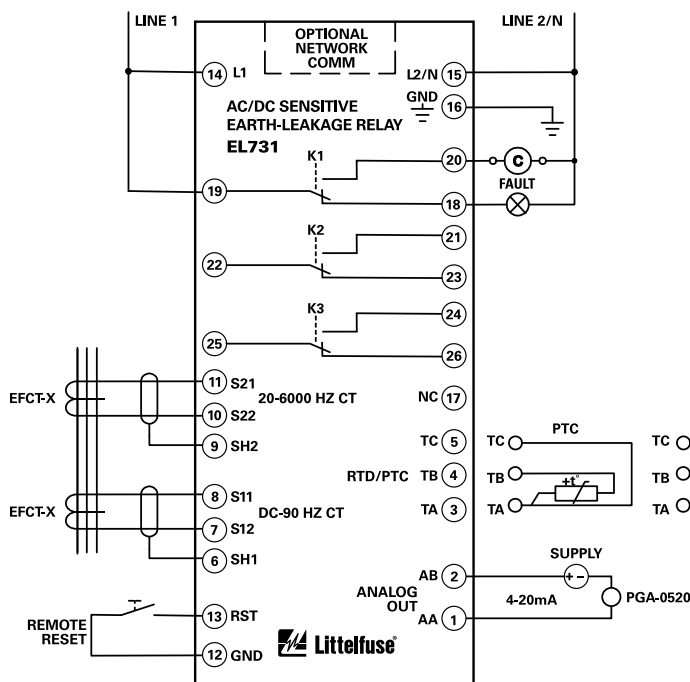 LINE 1
LINE 2/N
OPTIONAL
NETWORK
COMM
14 L1
L2/N 15
GND 16
AC/DC SENSITIVE
EARTH-LEAKAGE RELAY
EL731
K1
20
C
FAULT
19
18
K2
21
22
23
K3
24
25
26
EFCT-X
11 S21
20-6000 HZ CT
10 S22
9 SH2
NC 17
TC 5
RTD/PTC
TB 4
TA 3
TC
PTC
TB
+t°
TA
TC
TB
TA
EFCT-X
8 S11
DC-90 HZ CT
7 S12
6 SH1
AB 2
ANALOG
OUT
AA 1
SUPPLY
+ -
4-20mA
PGA-0520
REMOTE
RESET
13 RST
12 GND
Littelfuse®